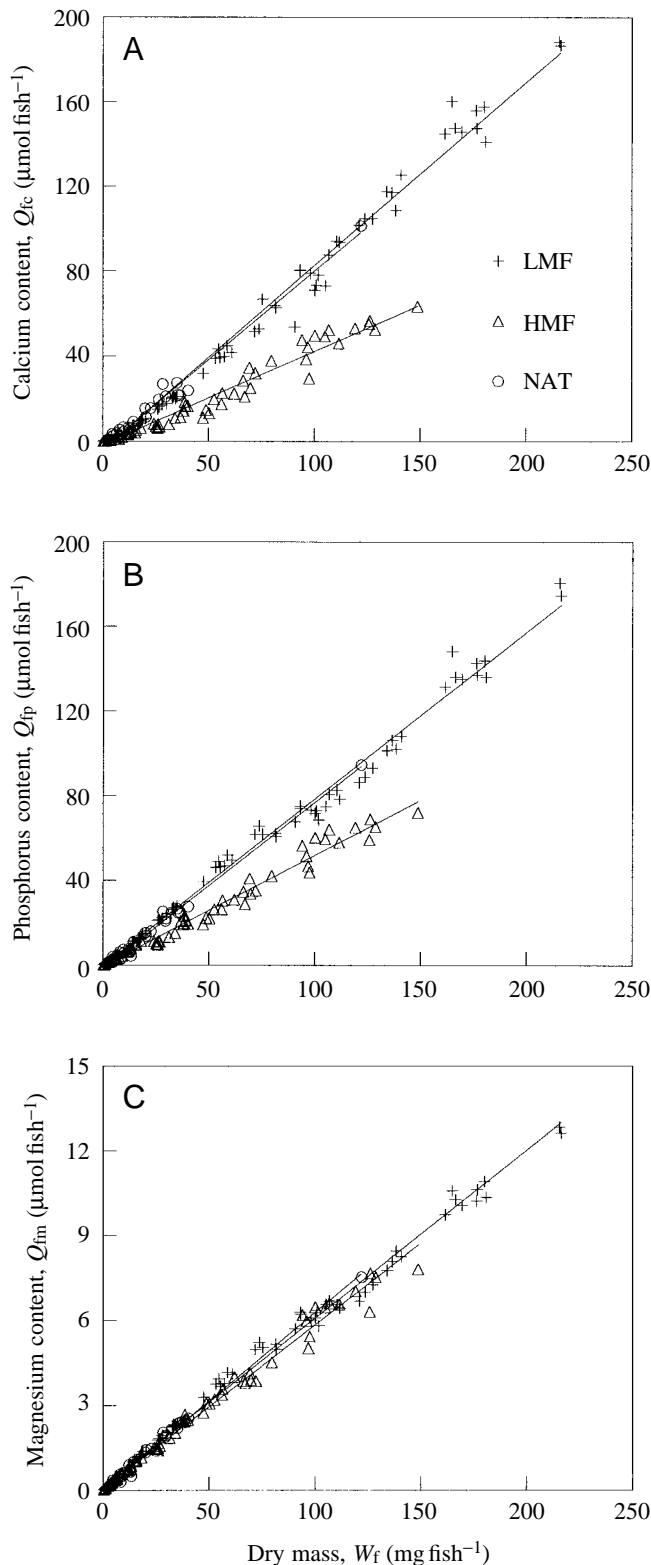 A
200
160
120
80
40
0
Calcium content, Qfc (µmol fish⁻¹)
LMF
HMF
NAT
0 50 100 150 200 250
B
200
160
120
80
40
0
Phosphorus content, Qfp (µmol fish⁻¹)
0 50 100 150 200 250
C
15
12
9
6
3
0
Magnesium content, Qfm (µmol fish⁻¹)
0 50 100 150 200 250
Dry mass, Wf (mg fish⁻¹)